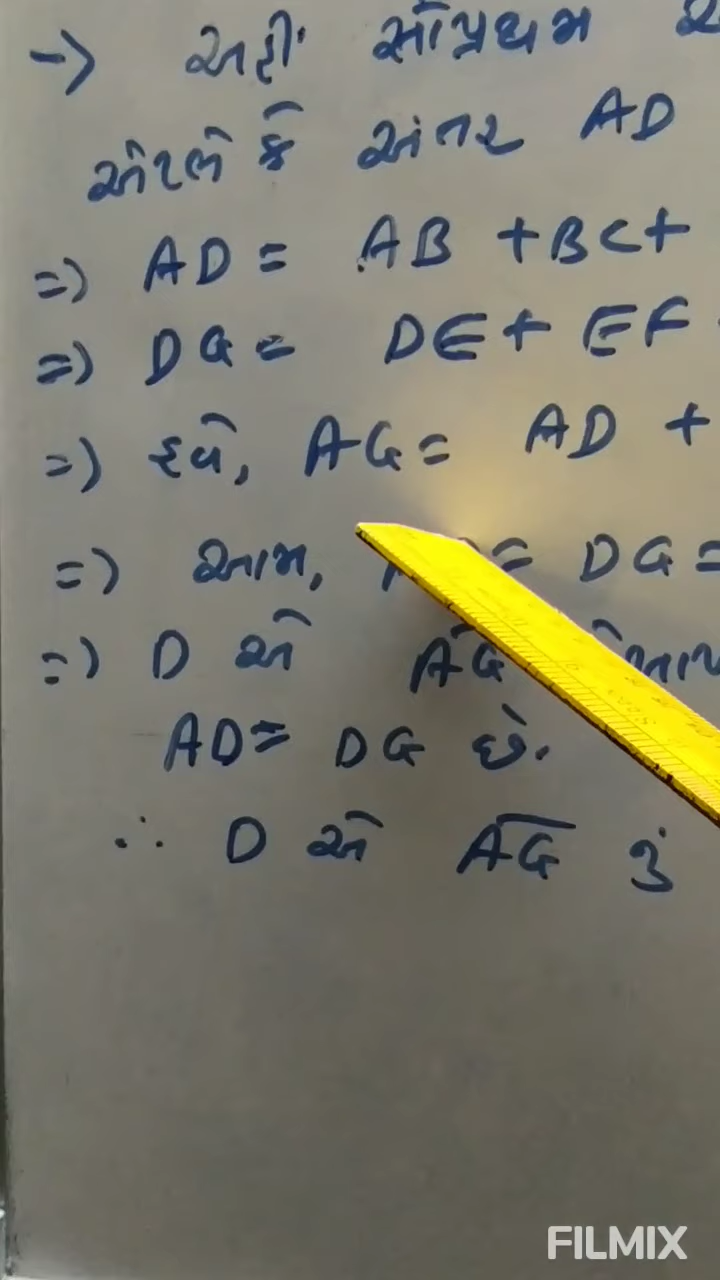 → અહીં સૌપ્રથમ
એટલે કે અંતર AD
⇒ AD = AB + BC +
⇒ DG = DE + EF
⇒ હવે, AG = AD +
⇒ આમ, = DG =
⇒ D એ AG
AD = DG છે.
∴ D એ A͞G͞ નું
FILMIX